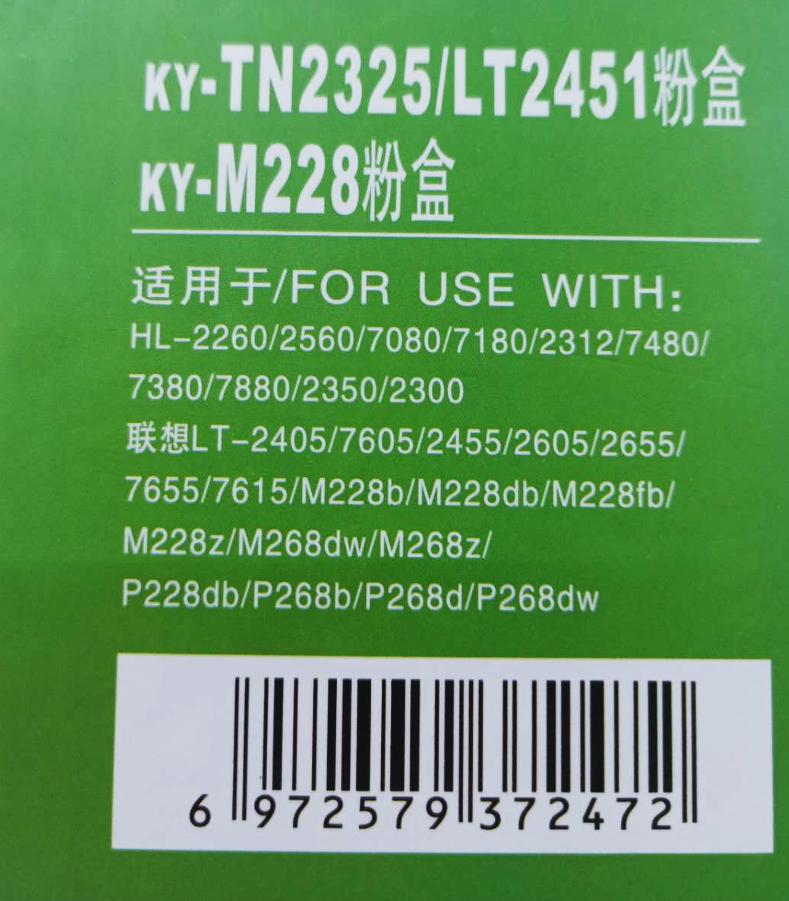 KY-TN2325/LT2451粉盒
KY-M228粉盒
适用于/FOR USE WITH:
HL-2260/2560/7080/7180/2312/7480/
7380/7880/2350/2300
联想LT-2405/7605/2455/2605/2655/
7655/7615/M228b/M228db/M228fb/
M228z/M268dw/M268z/
P228db/P268b/P268d/P268dw
6 972579 372472